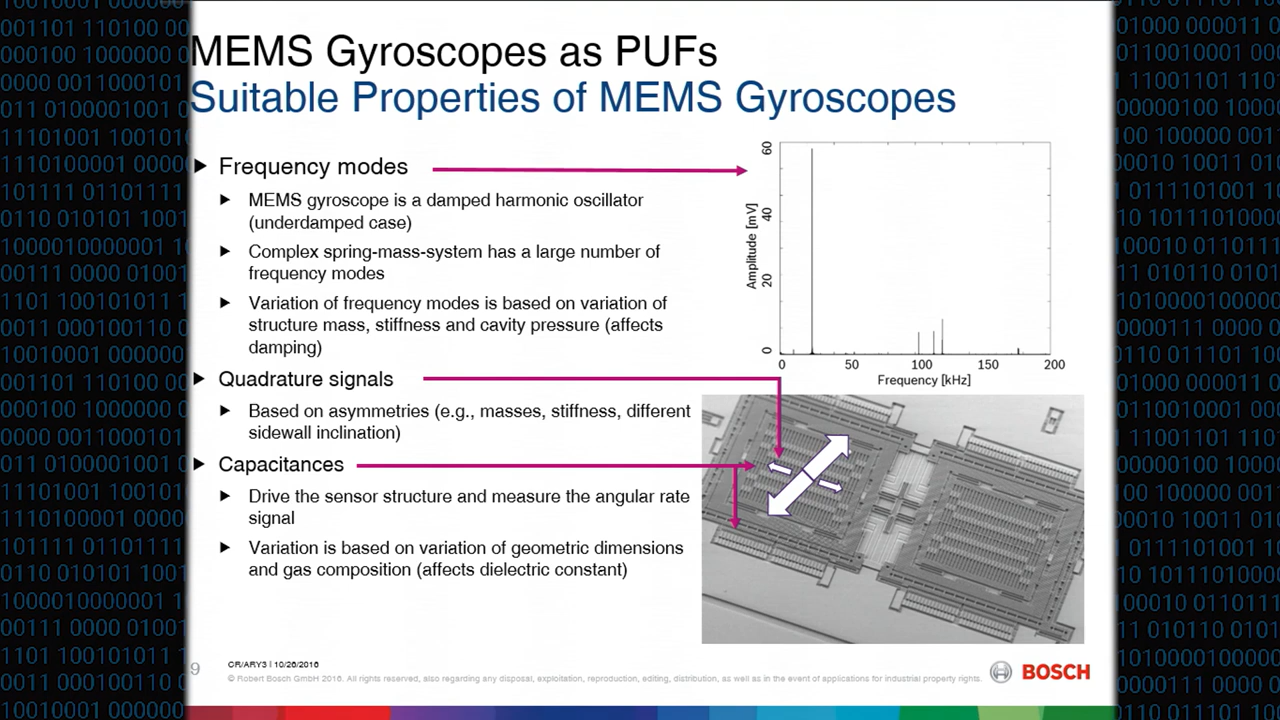 MEMS Gyroscopes as PUFs
Suitable Properties of MEMS Gyroscopes
Frequency modes
MEMS gyroscope is a damped harmonic oscillator
(underdamped case)
Complex spring-mass-system has a large number of
frequency modes
Variation of frequency modes is based on variation of
structure mass, stiffness and cavity pressure (affects
damping)
Quadrature signals
Based on asymmetries (e.g., masses, stiffness, different
sidewall inclination)
Capacitances
Drive the sensor structure and measure the angular rate
signal
Variation is based on variation of geometric dimensions
and gas composition (affects dielectric constant)
60
40
20
0
Amplitude [mV]
0 50 100 150 200
Frequency [kHz]
9
CR/ARY3 | 10/26/2016
© Robert Bosch GmbH 2016. All rights reserved, also regarding any disposal, exploitation, reproduction, editing, distribution, as well as in the event of applications for industrial property rights.
BOSCH